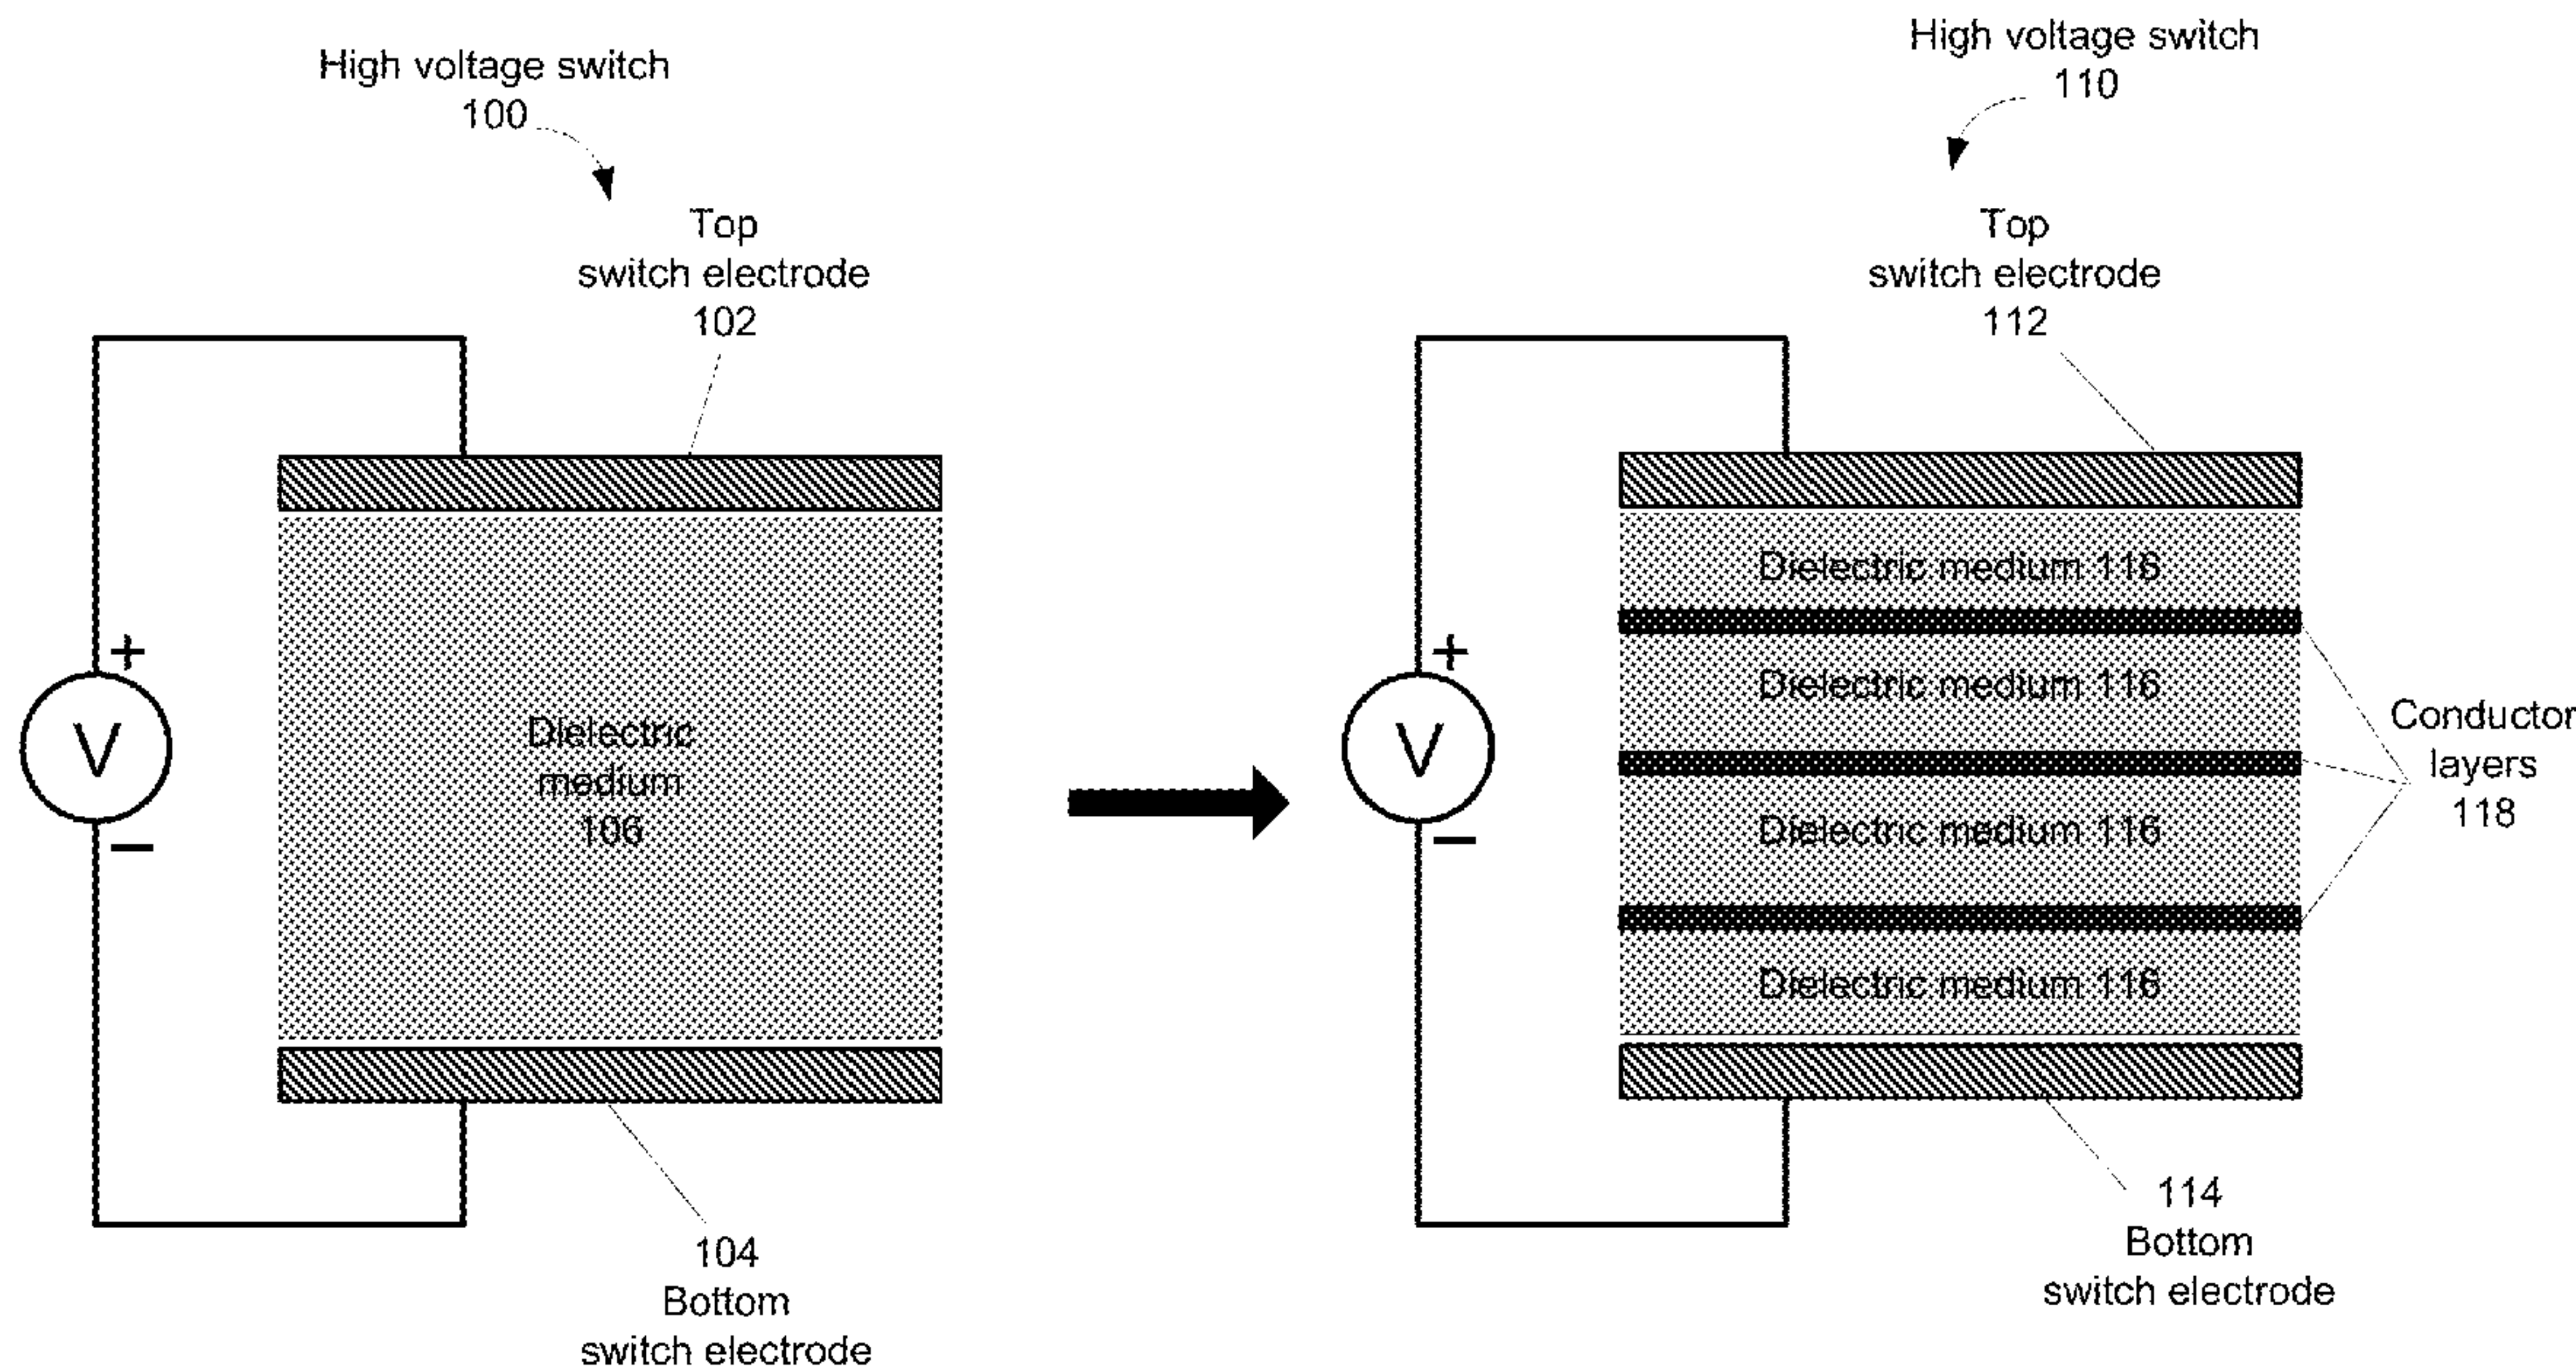 High voltage switch
100
Top
switch electrode
102
+
V
−
Dielectric
medium
106
104
Bottom
switch electrode
High voltage switch
110
Top
switch electrode
112
+
V
−
Dielectric medium 116
Dielectric medium 116
Dielectric medium 116
Dielectric medium 116
Conductor
layers
118
114
Bottom
switch electrode